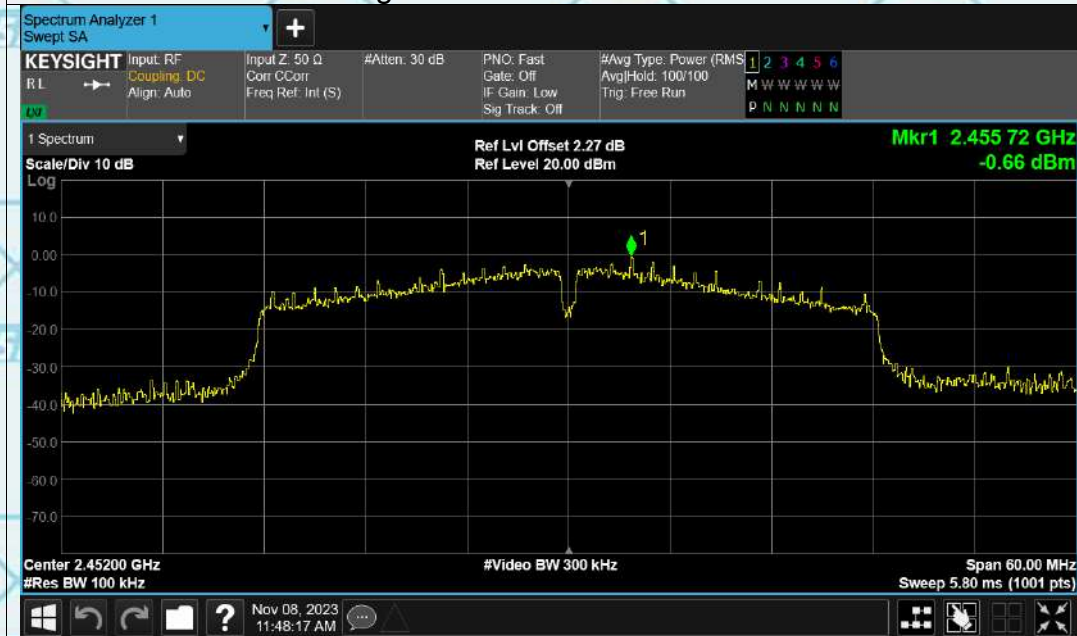 Spectrum Analyzer 1
Swept SA
+
KEYSIGHT Input: RF Input Z: 50 Ω #Atten: 30 dB PNO: Fast #Avg Type: Power (RMS 1 2 3 4 5 6
RL Coupling: DC Corr CCorr Gate: Off Avg|Hold: 100/100 M W W W W W
Align: Auto Freq Ref: Int (S) IF Gain: Low Trig: Free Run
Sig Track: Off P N N N N N
1 Spectrum Ref Lvl Offset 2.27 dB Mkr1 2.455 72 GHz
Scale/Div 10 dB Ref Level 20.00 dBm -0.66 dBm
Log
10.0
1
0.00
-10.0
-20.0
-30.0
-40.0
-50.0
-60.0
-70.0
Center 2.45200 GHz #Video BW 300 kHz Span 60.00 MHz
#Res BW 100 kHz Sweep 5.80 ms (1001 pts)
? Nov 08, 2023
11:48:17 AM